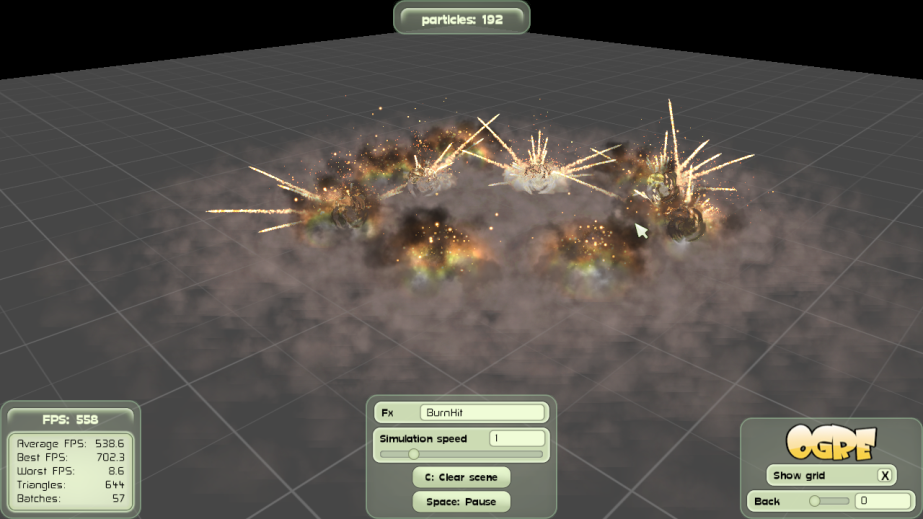 particles: 192
FPS: 558
Average FPS: 538.6
Best FPS: 702.3
Worst FPS: 8.6
Triangles: 644
Batches: 57
Fx BurnHit
Simulation speed 1
C: Clear scene
Space: Pause
OGRE
Show grid X
Back 0